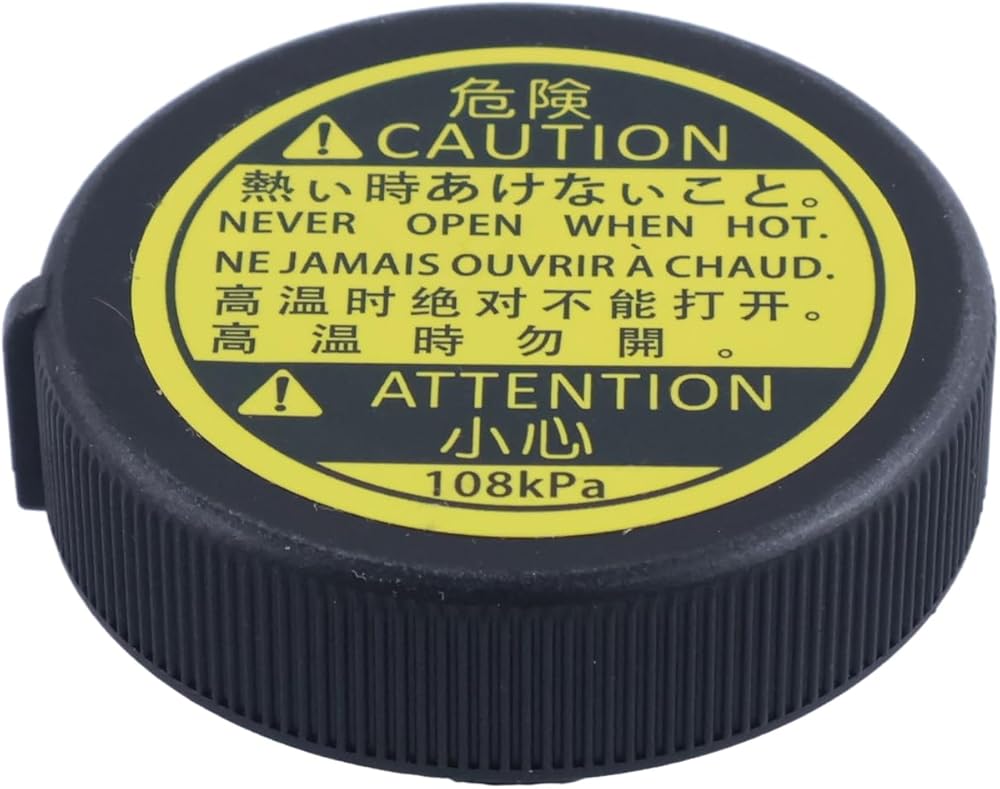 危険
CAUTION
熱い時あけないこと。
NEVER OPEN WHEN HOT.
NE JAMAIS OUVRIR À CHAUD.
高温时绝对不能打开。
高温時勿開。
ATTENTION
小心
108kPa